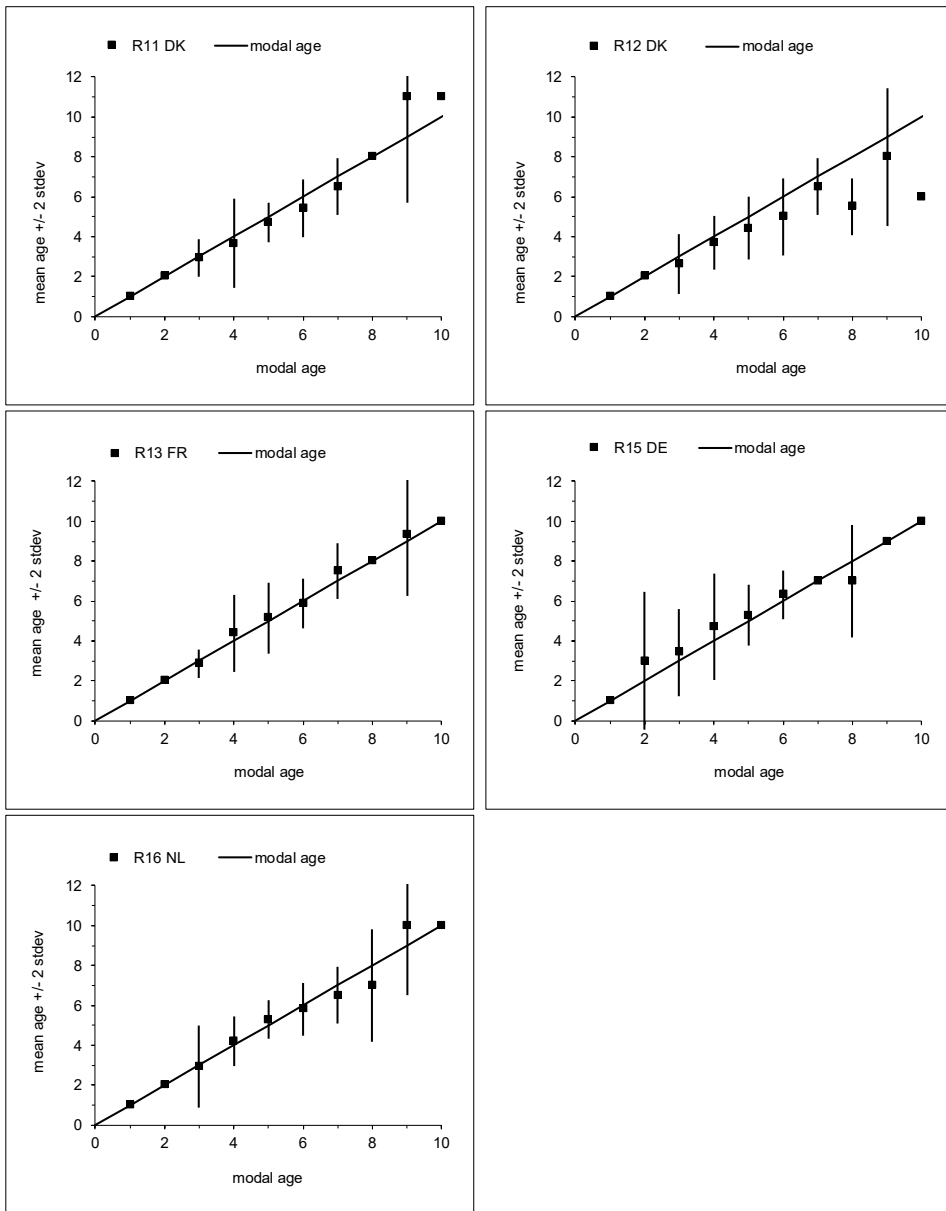 R11 DK modal age
12
10
8
6
4
2
0
0 2 4 6 8 10
mean age +/- 2 stdev
modal age
R12 DK modal age
12
10
8
6
4
2
0
0 2 4 6 8 10
mean age +/- 2 stdev
modal age
R13 FR modal age
12
10
8
6
4
2
0
0 2 4 6 8 10
mean age +/- 2 stdev
modal age
R15 DE modal age
12
10
8
6
4
2
0
0 2 4 6 8 10
mean age +/- 2 stdev
modal age
R16 NL modal age
12
10
8
6
4
2
0
0 2 4 6 8 10
mean age +/- 2 stdev
modal age